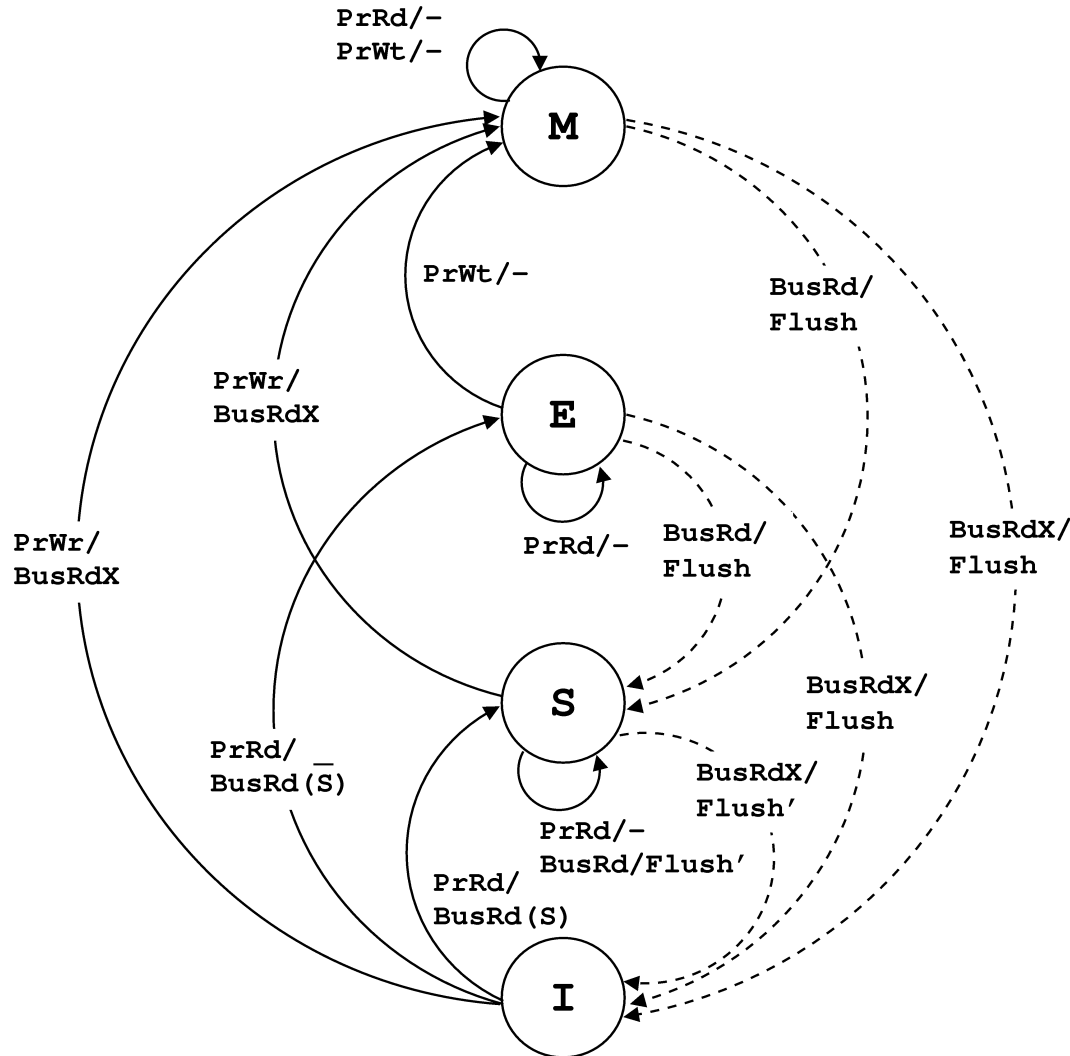 PrRd/–
PrWt/–
M
PrWt/–
BusRd/
Flush
PrWr/
BusRdX
E
PrRd/–
BusRd/
Flush
BusRdX/
Flush
PrWr/
BusRdX
S
BusRdX/
Flush
PrRd/
BusRd(S̅)
BusRdX/
Flush′
PrRd/–
BusRd/Flush′
PrRd/
BusRd(S)
I